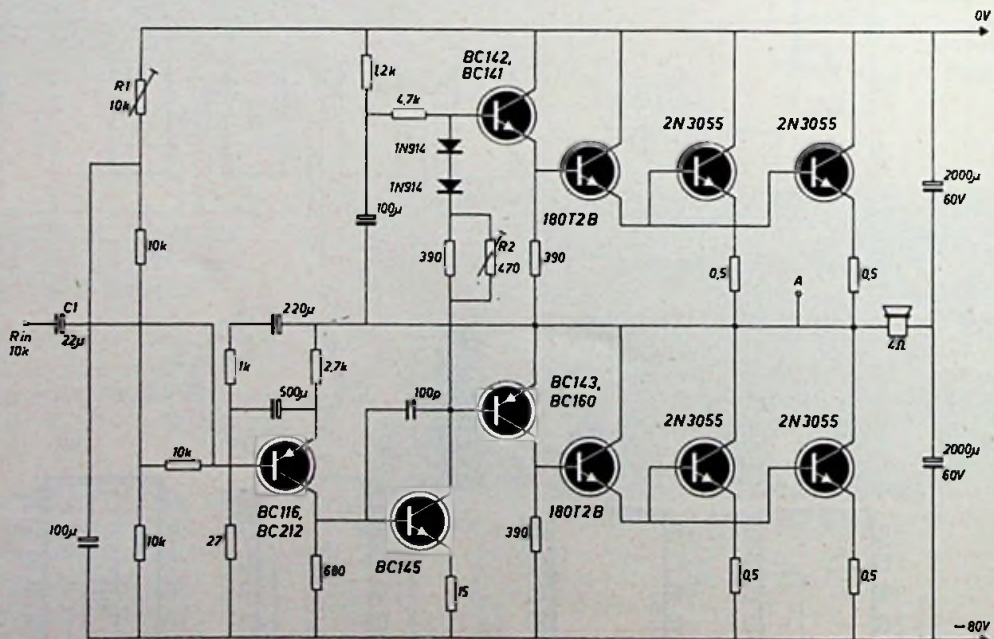 0V
R1
10k
1,2k
BC142,
BC141
4,7k
2N3055
2N3055
1N914
1N914
2000µ
60V
100µ
180T2B
10k
390
R2
470
390
0,5
A
0,5
C1
220µ
Rin
10k
22µ
4Ω
1k
2,7k
BC143,
BC160
500µ
100p
2N3055
2N3055
10k
2000µ
60V
BC116,
BC212
180T2B
100µ
10k
27
680
BC145
390
15
0,5
0,5
−80V